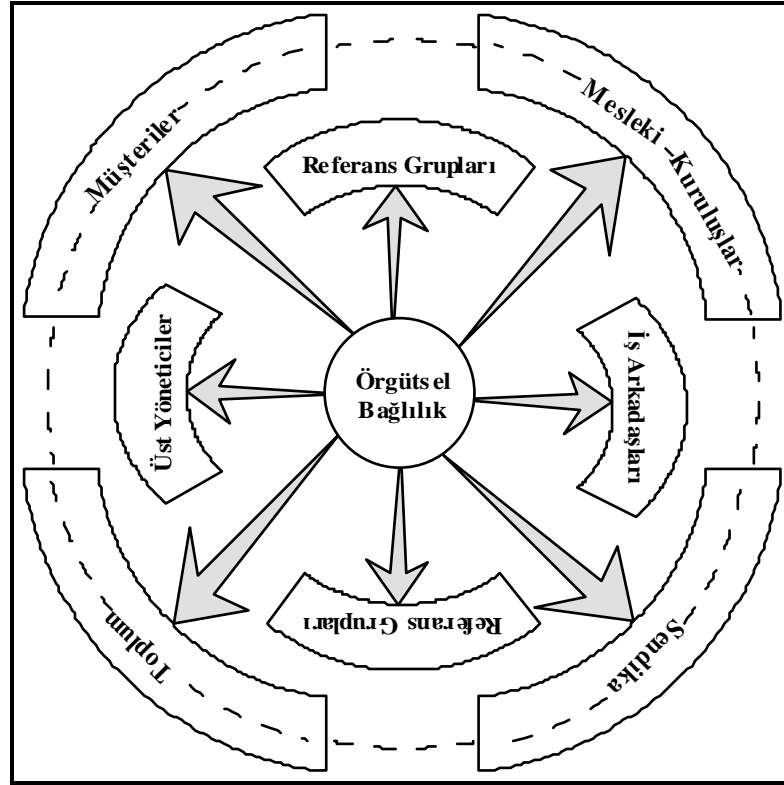 Müşteriler
Mesleki –Kuruluşlar
Referans Grupları
Üst Yöneticiler
Örgütsel
Bağlılık
İş Arkadaşları
Referans Grupları
Toplum
Sendika